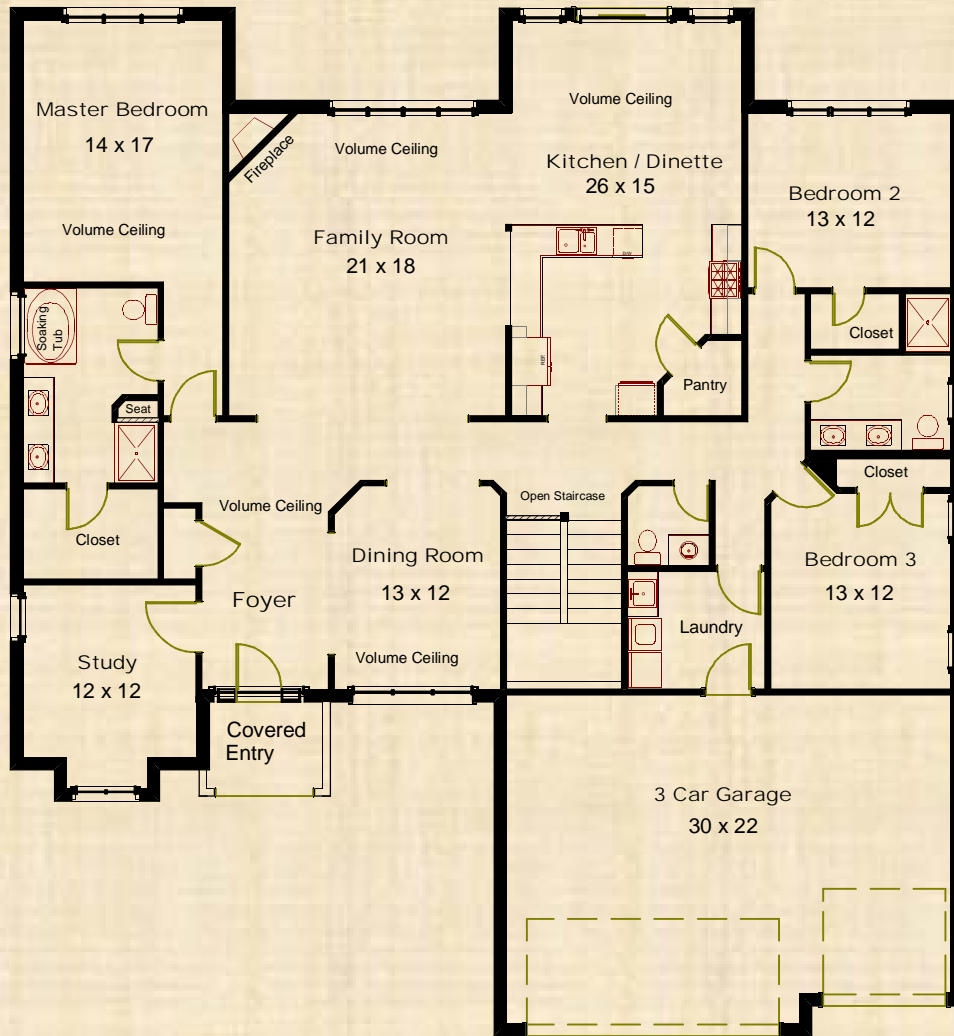 Master Bedroom
14 x 17
Volume Ceiling
Fireplace
Volume Ceiling
Family Room
21 x 18
Volume Ceiling
Kitchen / Dinette
26 x 15
D/W
REF.
Pantry
Bedroom 2
13 x 12
Closet
Soaking
Tub
Seat
Closet
Volume Ceiling
Foyer
Dining Room
13 x 12
Volume Ceiling
Open Staircase
Closet
Bedroom 3
13 x 12
Laundry
Study
12 x 12
Covered
Entry
3 Car Garage
30 x 22